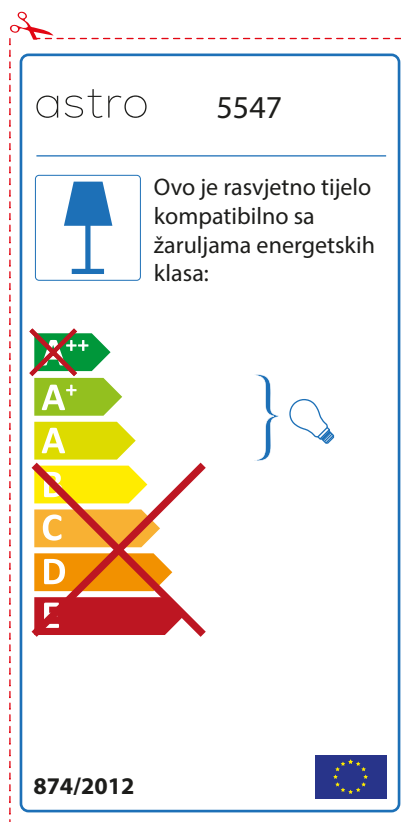 astro 5547
Ovo je rasvjetno tijelo
kompatibilno sa
žaruljama energetskih
klasa:
A++
A+
A
B
C
D
E
874/2012